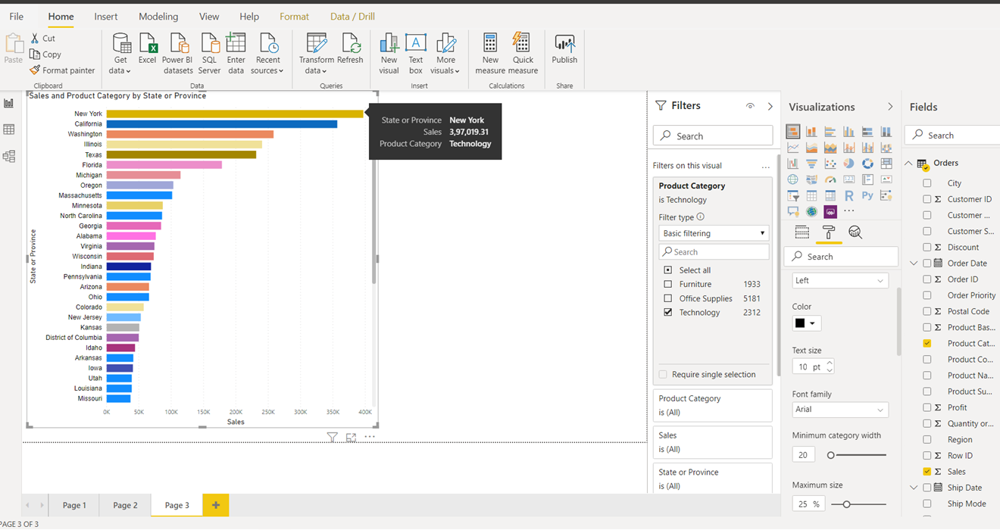 File Home Insert Modeling View Help Format Data / Drill
Paste
Cut
Copy
Format painter
Clipboard
Get data
Excel
Power BI datasets
SQL Server
Enter data
Recent sources
Data
Transform data
Refresh
Queries
New visual
Text box
More visuals
Insert
New measure
Quick measure
Calculations
Publish
Share
Sales and Product Category by State or Province
State or Province
New York
California
Washington
Illinois
Texas
Florida
Michigan
Oregon
Massachusetts
Minnesota
North Carolina
Georgia
Alabama
Virginia
Wisconsin
Indiana
Pennsylvania
Arizona
Ohio
Colorado
New Jersey
Kansas
District of Columbia
Idaho
Arkansas
Iowa
Utah
Louisiana
Missouri
0K 50K 100K 150K 200K 250K 300K 350K 400K
Sales
State or Province New York
Sales 3,97,019.31
Product Category Technology
Filters
Search
Filters on this visual ...
Product Category
is Technology
Filter type
Basic filtering
Search
Select all
Furniture 1933
Office Supplies 5181
Technology 2312
Require single selection
Product Category
is (All)
Sales
is (All)
State or Province
is (All)
Visualizations
123
R Py
...
Search
Left
Color
Text size
10 pt
Font family
Arial
Minimum category width
20
Maximum size
25 %
Fields
Search
Orders
City
Σ Customer ID
Customer ...
Customer S...
Σ Discount
Order Date
Σ Order ID
Order Priority
Σ Postal Code
Σ Product Bas...
Product Cat...
Product Co...
Product Na...
Product Su...
Σ Profit
Σ Quantity or...
Region
Σ Row ID
Σ Sales
Ship Date
Ship Mode
Page 1 Page 2 Page 3 +
PAGE 3 OF 3